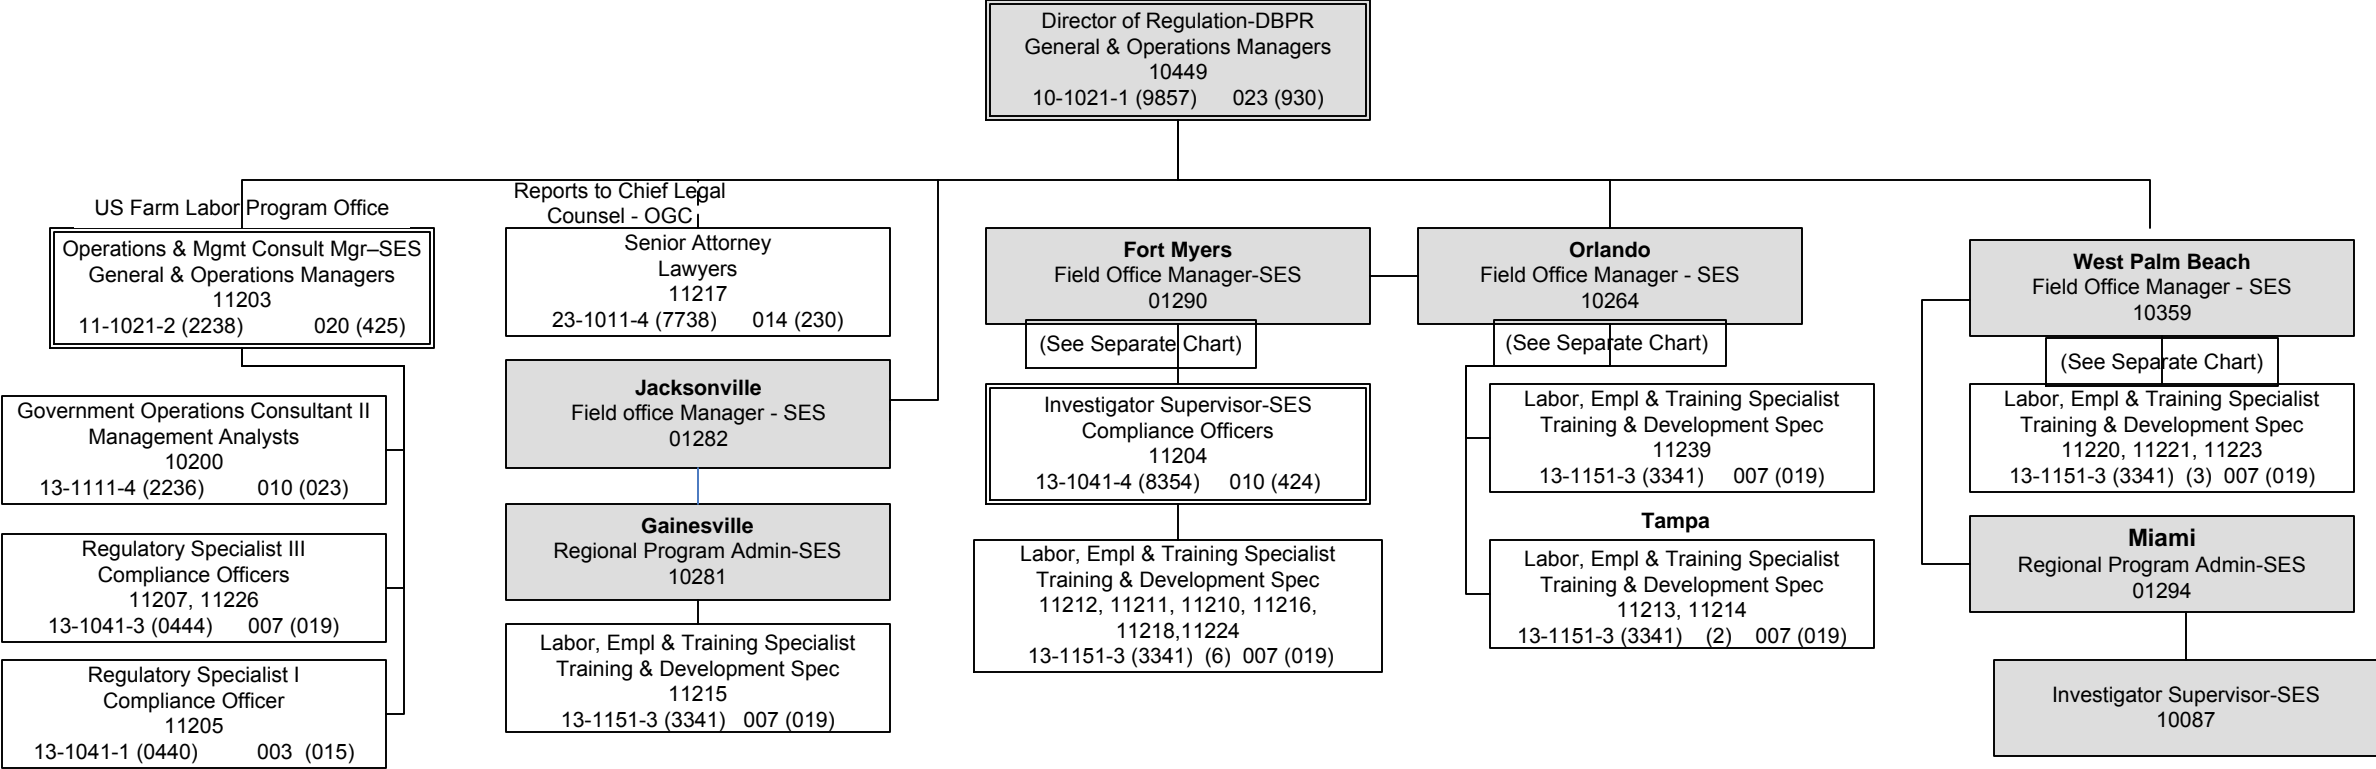 Director of Regulation-DBPR
General & Operations Managers
10449
10-1021-1 (9857) 023 (930)
US Farm Labor Program Office
Operations & Mgmt Consult Mgr–SES
General & Operations Managers
11203
11-1021-2 (2238) 020 (425)
Government Operations Consultant II
Management Analysts
10200
13-1111-4 (2236) 010 (023)
Regulatory Specialist III
Compliance Officers
11207, 11226
13-1041-3 (0444) 007 (019)
Regulatory Specialist I
Compliance Officer
11205
13-1041-1 (0440) 003 (015)
Reports to Chief Legal
Counsel - OGC
Senior Attorney
Lawyers
11217
23-1011-4 (7738) 014 (230)
Jacksonville
Field office Manager - SES
01282
Gainesville
Regional Program Admin-SES
10281
Labor, Empl & Training Specialist
Training & Development Spec
11215
13-1151-3 (3341) 007 (019)
Fort Myers
Field Office Manager-SES
01290
(See Separate Chart)
Investigator Supervisor-SES
Compliance Officers
11204
13-1041-4 (8354) 010 (424)
Labor, Empl & Training Specialist
Training & Development Spec
11212, 11211, 11210, 11216,
11218,11224
13-1151-3 (3341) (6) 007 (019)
Orlando
Field Office Manager - SES
10264
(See Separate Chart)
Labor, Empl & Training Specialist
Training & Development Spec
11239
13-1151-3 (3341) 007 (019)
Tampa
Labor, Empl & Training Specialist
Training & Development Spec
11213, 11214
13-1151-3 (3341) (2) 007 (019)
West Palm Beach
Field Office Manager - SES
10359
(See Separate Chart)
Labor, Empl & Training Specialist
Training & Development Spec
11220, 11221, 11223
13-1151-3 (3341) (3) 007 (019)
Miami
Regional Program Admin-SES
01294
Investigator Supervisor-SES
10087